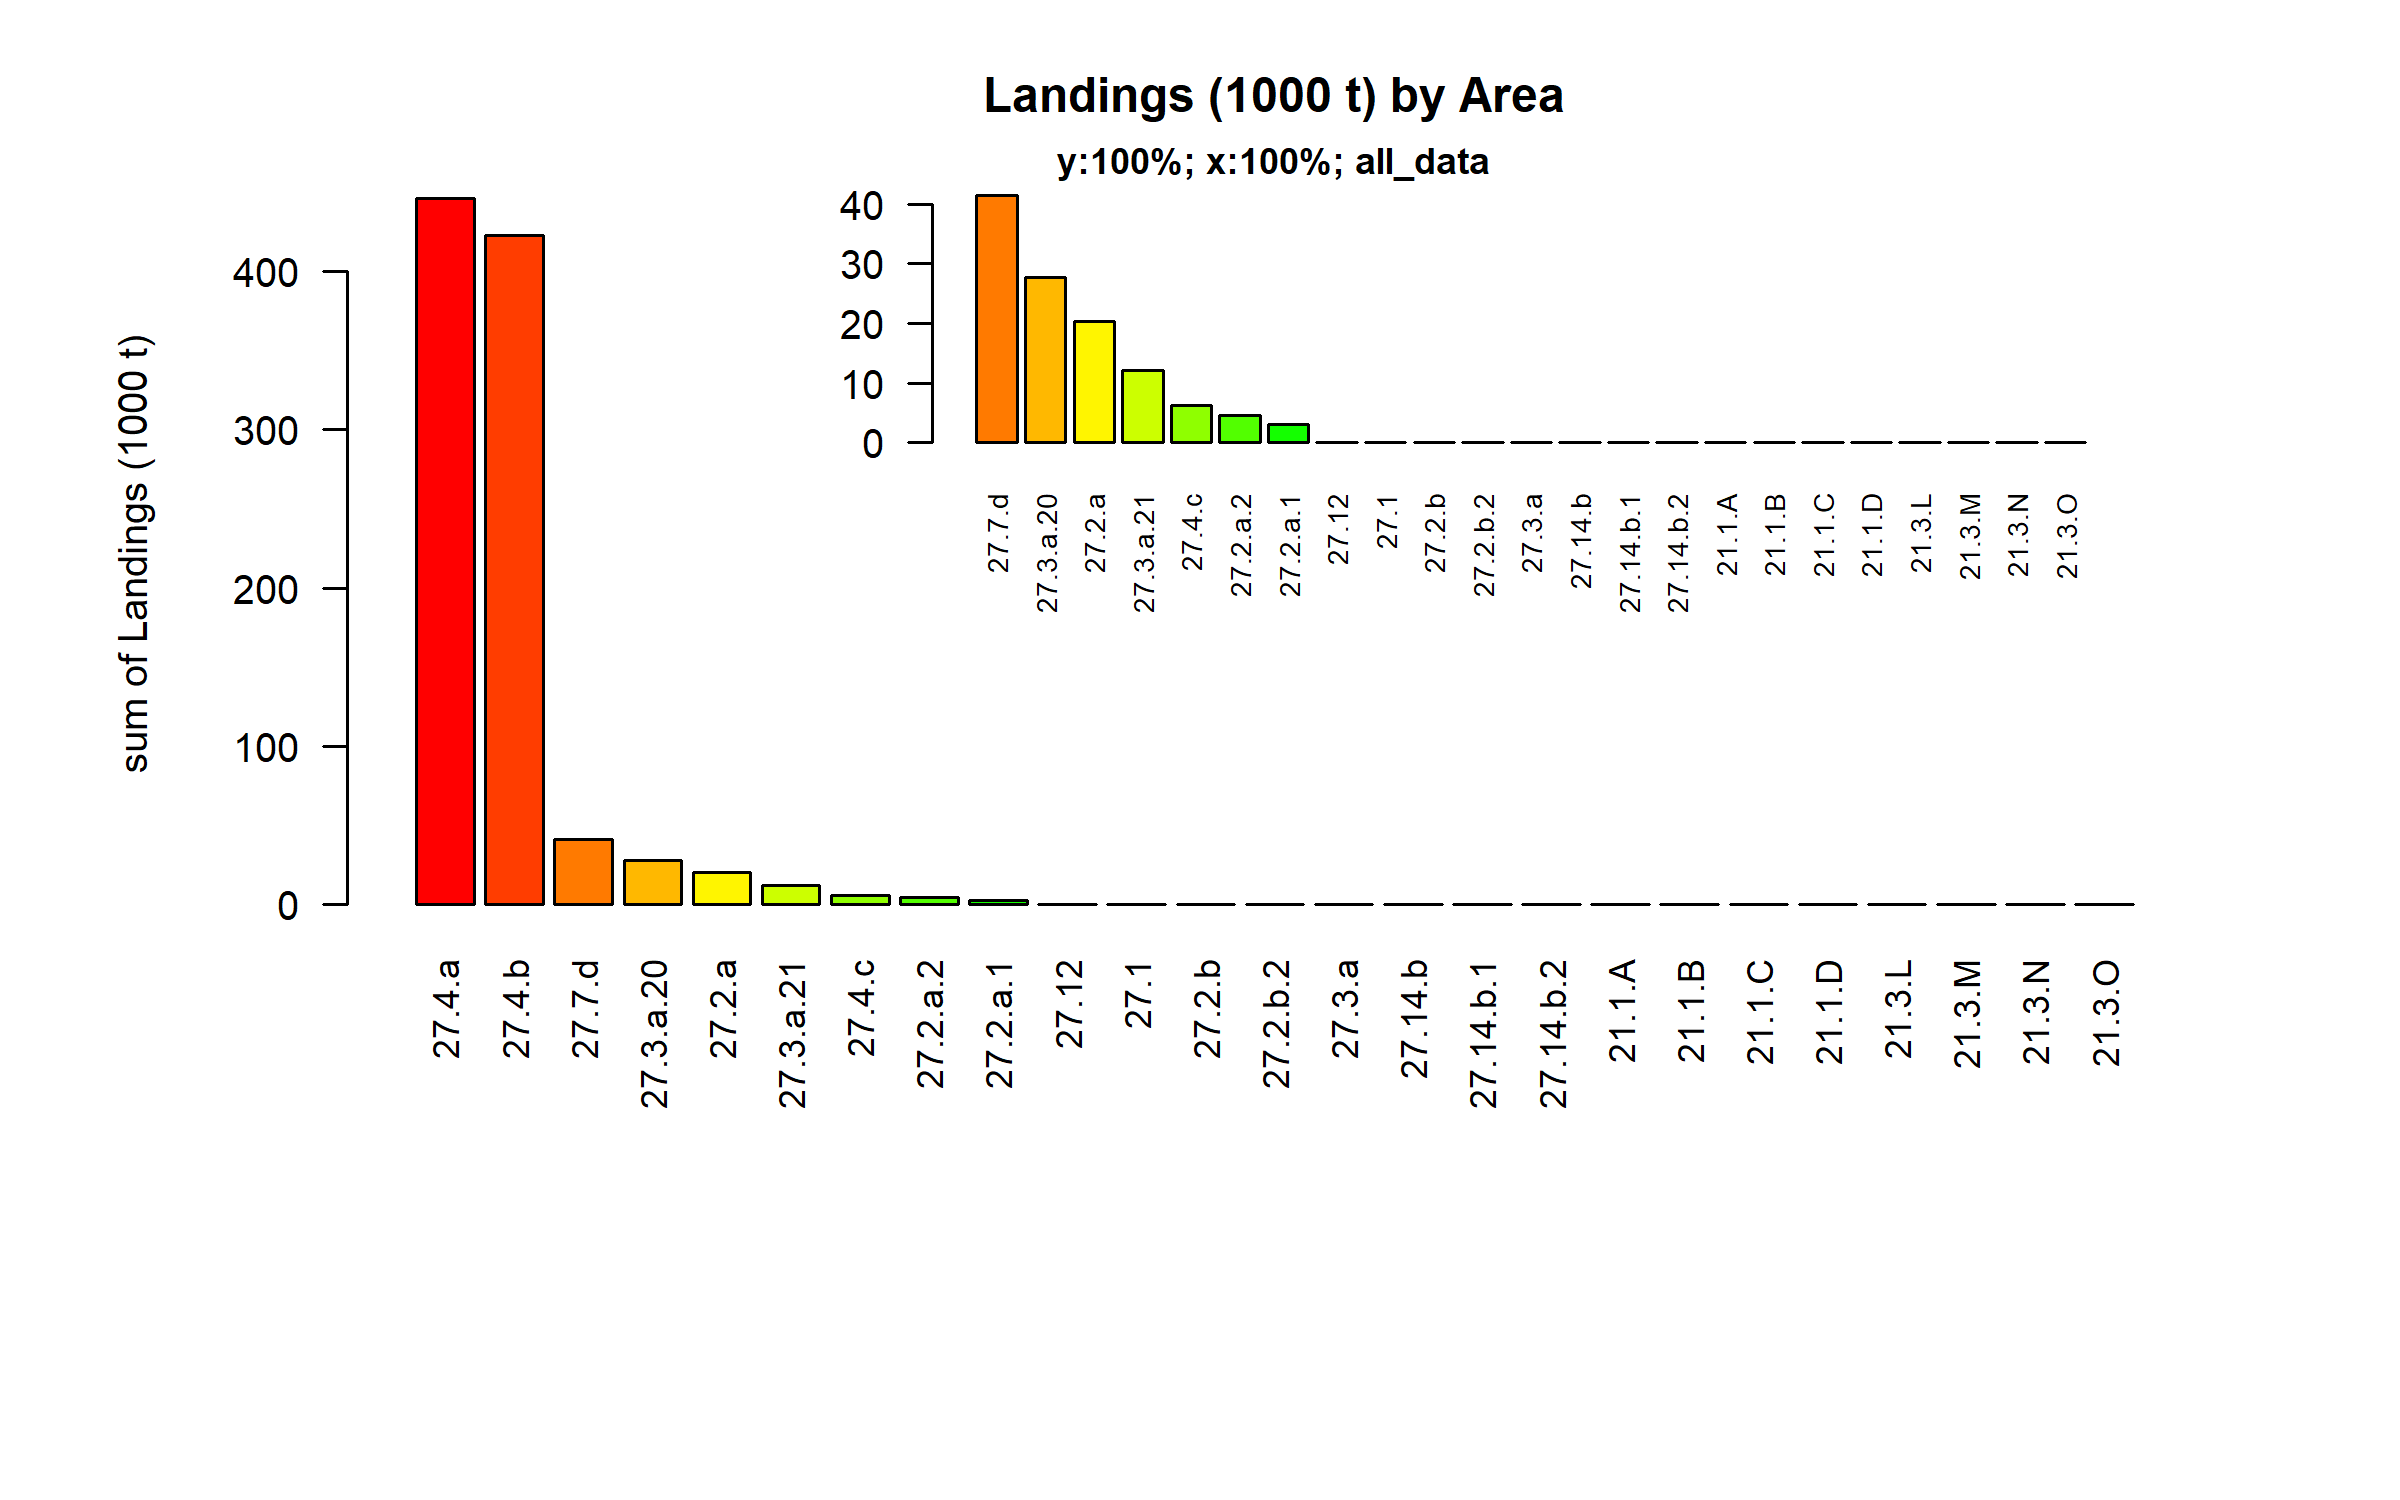 Landings (1000 t) by Area
y:100%; x:100%; all_data
40
30
20
10
0
27.7.d
27.3.a.20
27.2.a
27.3.a.21
27.4.c
27.2.a.2
27.2.a.1
27.12
27.1
27.2.b
27.2.b.2
27.3.a
27.14.b
27.14.b.1
27.14.b.2
21.1.A
21.1.B
21.1.C
21.1.D
21.3.L
21.3.M
21.3.N
21.3.O
sum of Landings (1000 t)
400
300
200
100
0
27.4.a
27.4.b
27.7.d
27.3.a.20
27.2.a
27.3.a.21
27.4.c
27.2.a.2
27.2.a.1
27.12
27.1
27.2.b
27.2.b.2
27.3.a
27.14.b
27.14.b.1
27.14.b.2
21.1.A
21.1.B
21.1.C
21.1.D
21.3.L
21.3.M
21.3.N
21.3.O